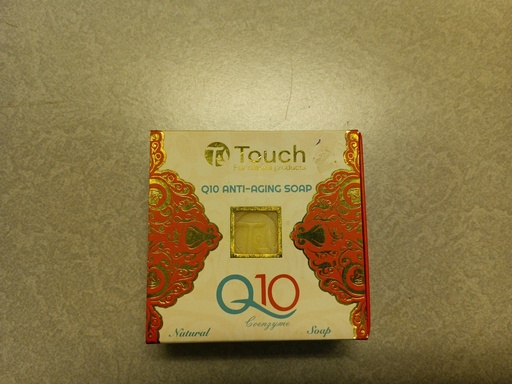 Touch
Q10 ANTI-AGING SOAP
T
Q10
Coenzyme
Natural Soap